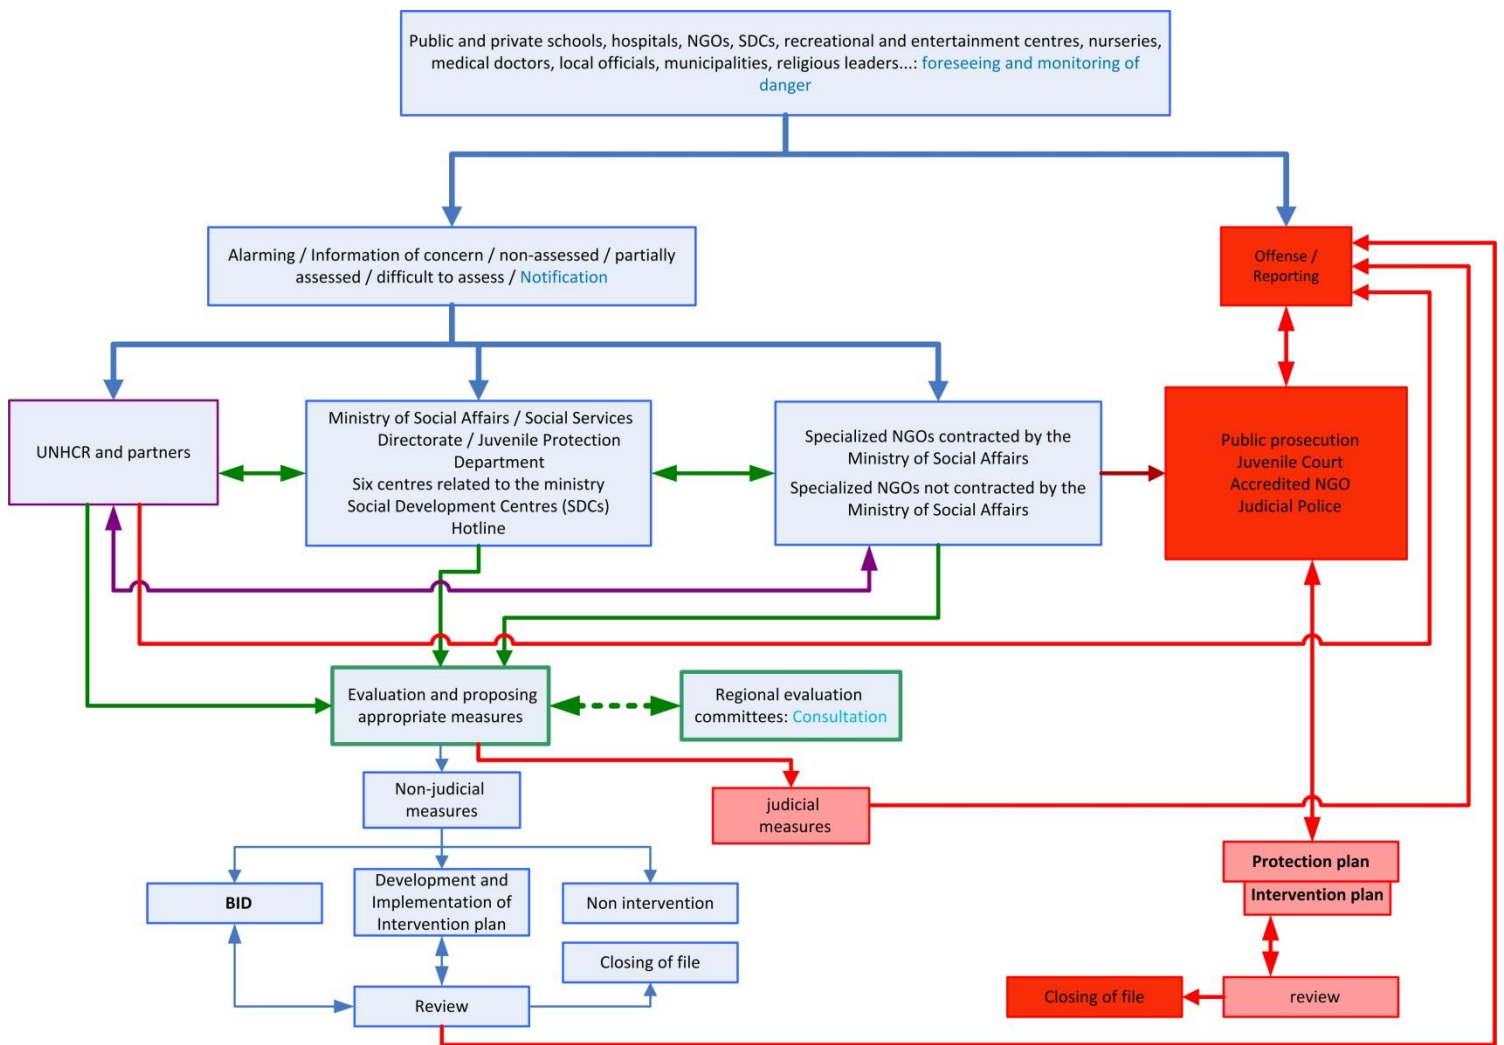 Public and private schools, hospitals, NGOs, SDCs, recreational and entertainment centres, nurseries,
medical doctors, local officials, municipalities, religious leaders...: foreseeing and monitoring of
danger
Alarming / Information of concern / non-assessed / partially
assessed / difficult to assess / Notification
Offense /
Reporting
UNHCR and partners
Ministry of Social Affairs / Social Services
Directorate / Juvenile Protection
Department
Six centres related to the ministry
Social Development Centres (SDCs)
Hotline
Specialized NGOs contracted by the
Ministry of Social Affairs
Specialized NGOs not contracted by the
Ministry of Social Affairs
Public prosecution
Juvenile Court
Accredited NGO
Judicial Police
Evaluation and proposing
appropriate measures
Regional evaluation
committees: Consultation
Non-judicial
measures
judicial
measures
BID
Development and
Implementation of
Intervention plan
Non intervention
Closing of file
Review
Protection plan
Intervention plan
Closing of file
review